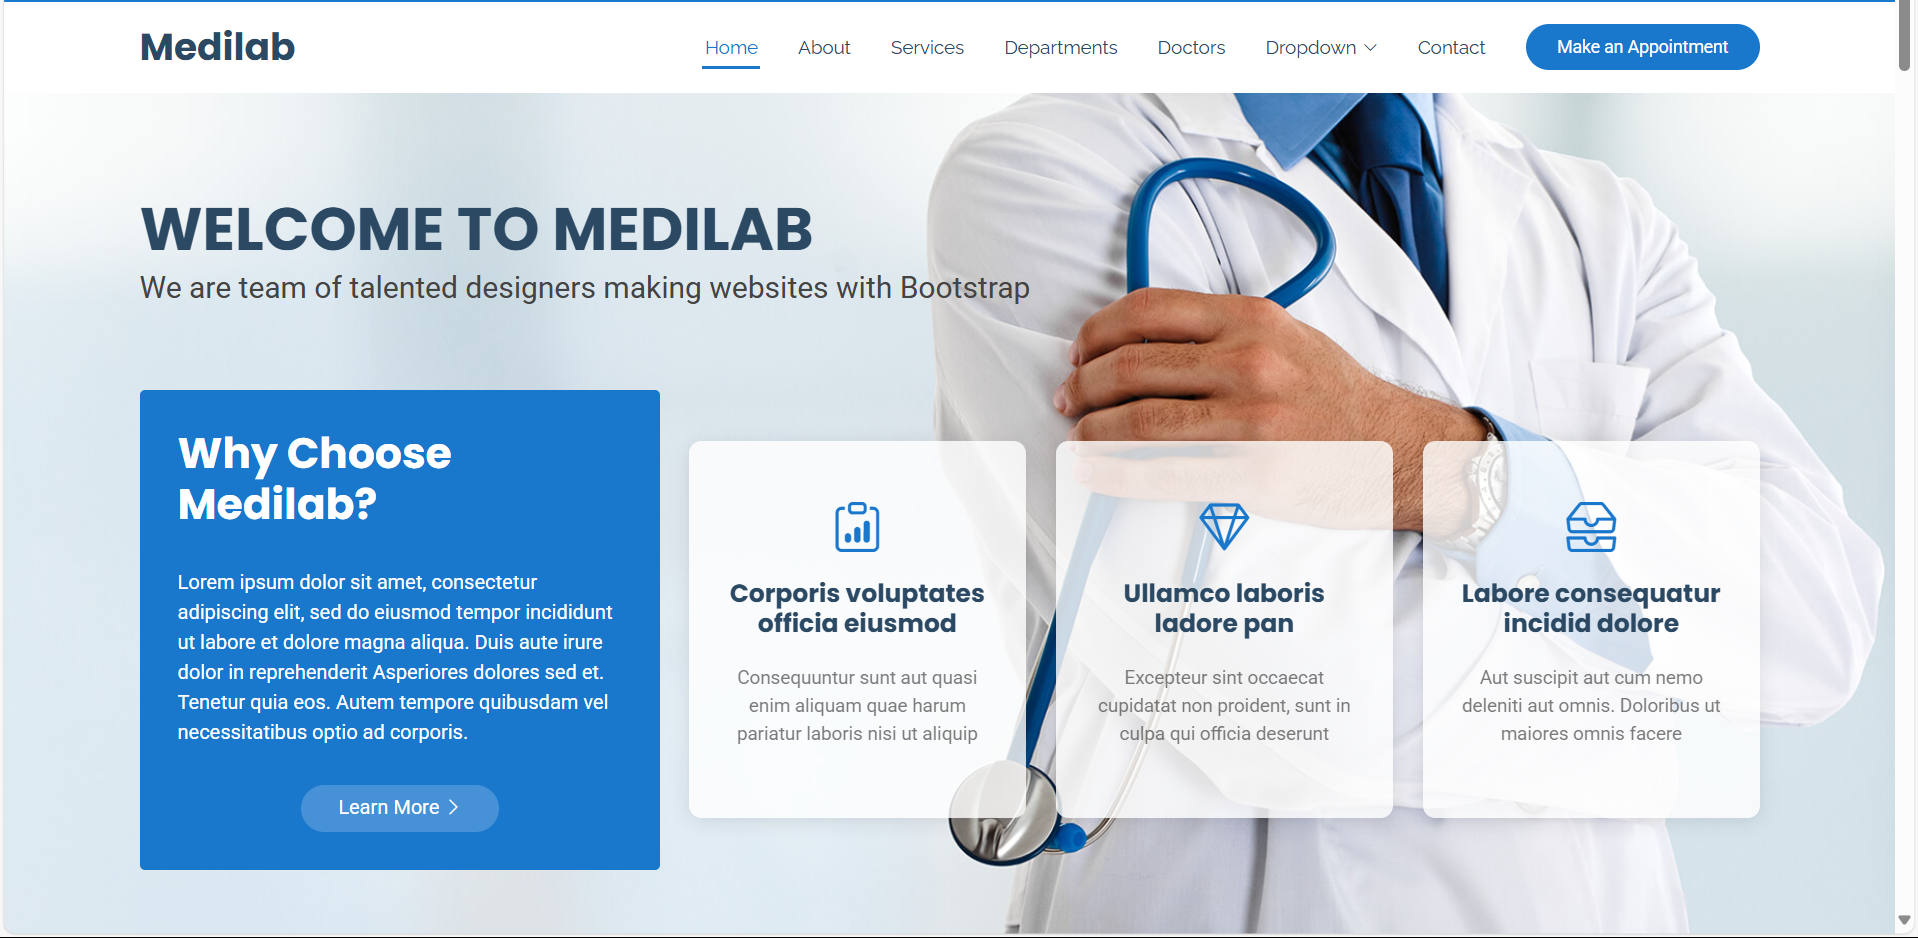 Medilab
Home
About
Services
Departments
Doctors
Dropdown
Contact
Make an Appointment
WELCOME TO MEDILAB
We are team of talented designers making websites with Bootstrap
Why Choose
Medilab?
Lorem ipsum dolor sit amet, consectetur
adipiscing elit, sed do eiusmod tempor incididunt
ut labore et dolore magna aliqua. Duis aute irure
dolor in reprehenderit Asperiores dolores sed et.
Tenetur quia eos. Autem tempore quibusdam vel
necessitatibus optio ad corporis.
Learn More
Corporis voluptates
officia eiusmod
Consequuntur sunt aut quasi
enim aliquam quae harum
pariatur laboris nisi ut aliquip
Ullamco laboris
ladore pan
Excepteur sint occaecat
cupidatat non proident, sunt in
culpa qui officia deserunt
Labore consequatur
incidid dolore
Aut suscipit aut cum nemo
deleniti aut omnis. Doloribus ut
maiores omnis facere